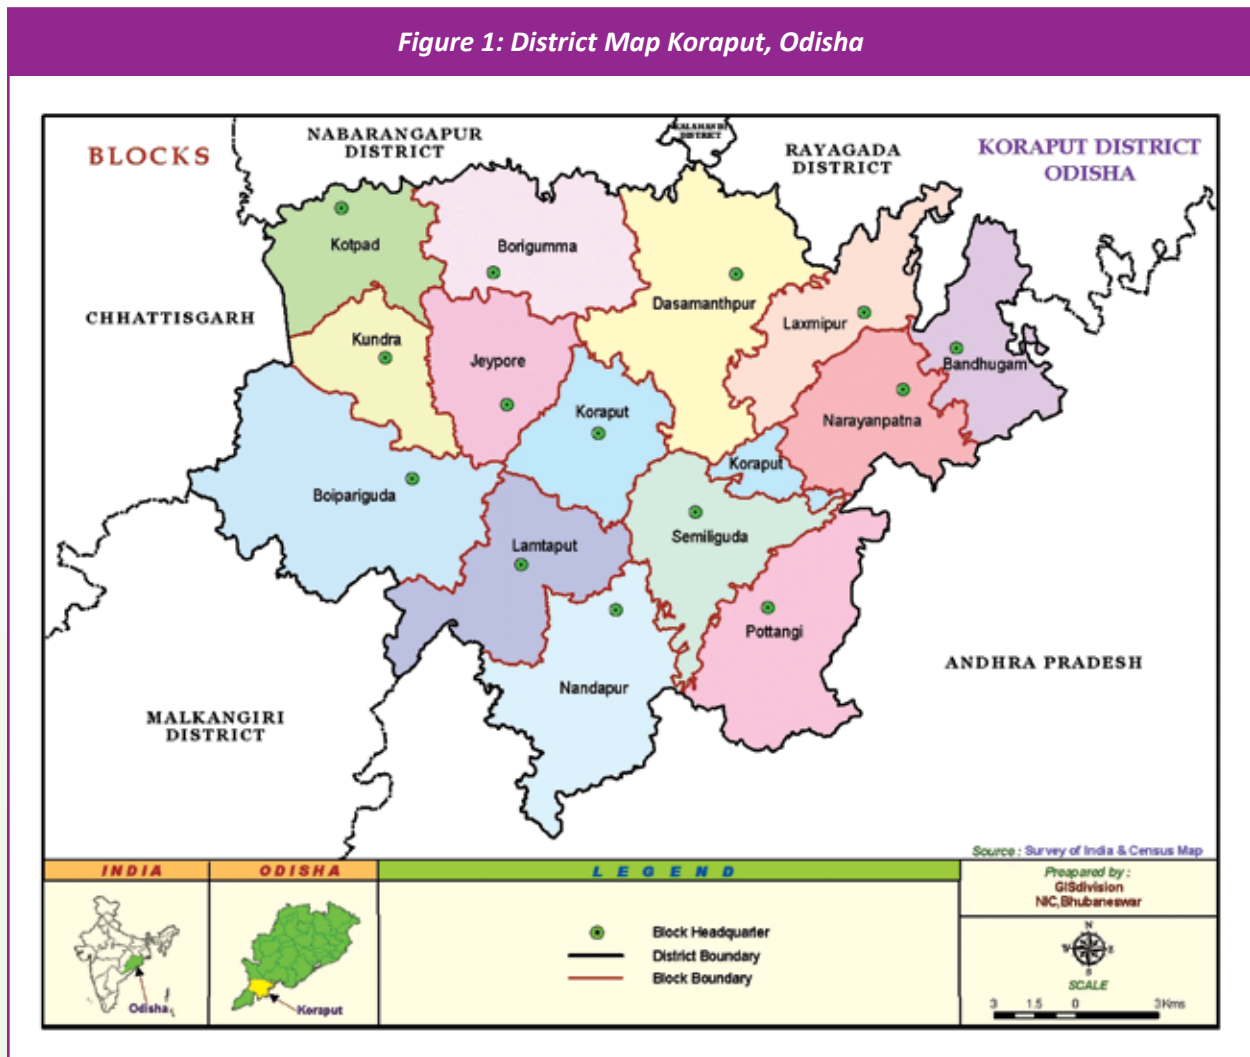 Figure 1: District Map Koraput, Odisha
BLOCKS
NABARANGAPUR
DISTRICT
KALAHANDI
DISTRICT
RAYAGADA
DISTRICT
KORAPUT DISTRICT
ODISHA
Kotpad
Borigumma
Dasamanthpur
CHHATTISGARH
Laxmipur
Kundra
Jeypore
Bandhugam
Koraput
Narayanpatna
Koraput
Boipariguda
Semiliguda
Lamtaput
Pottangi
ANDHRA PRADESH
Nandapur
MALKANGIRI
DISTRICT
Source : Survey of India & Census Map
INDIA
Odisha
ODISHA
Koraput
LEGEND
Block Headquarter
District Boundary
Block Boundary
Preapared by :
GISdivision
NIC,Bhubaneswar
N
E
S
SCALE
3 1.5 0 3Kms